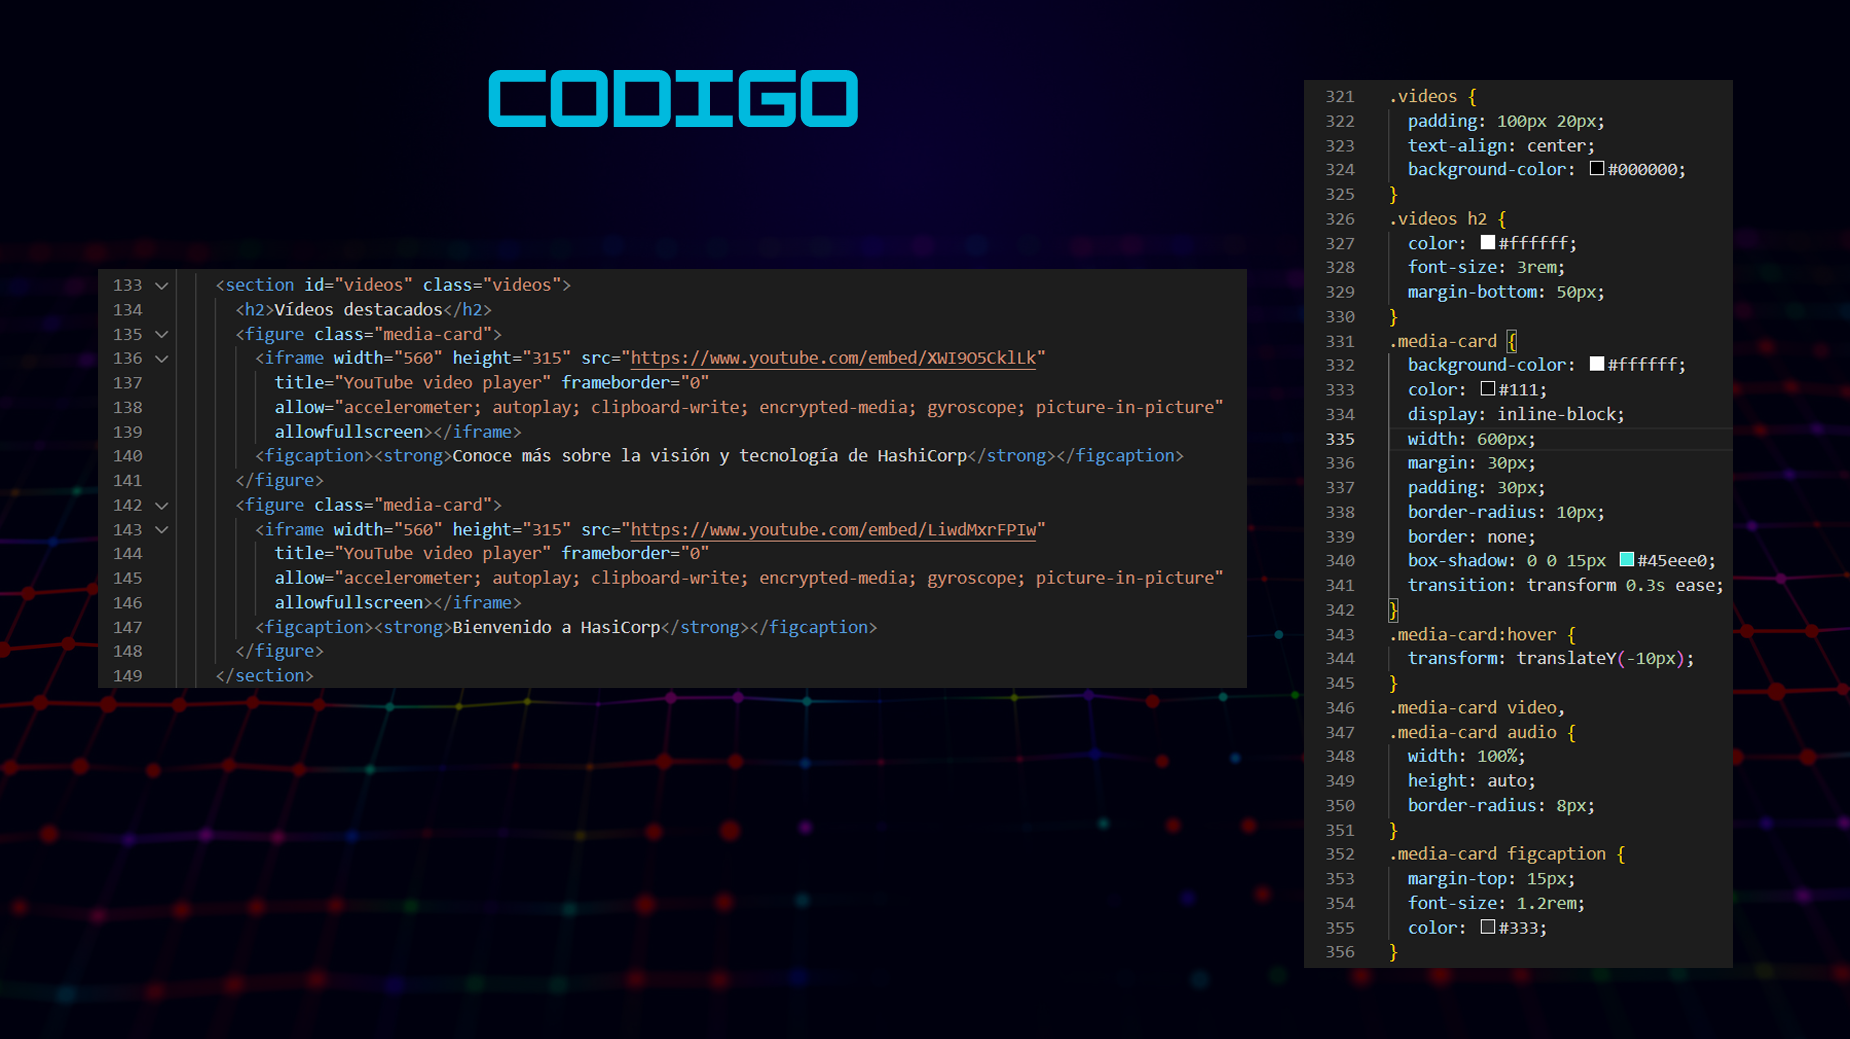 CODIGO
133 <section id="videos" class="videos">
134 <h2>Vídeos destacados</h2>
135 <figure class="media-card">
136 <iframe width="560" height="315" src="https://www.youtube.com/embed/XWI9O5CklLk"
137 title="YouTube video player" frameborder="0"
138 allow="accelerometer; autoplay; clipboard-write; encrypted-media; gyroscope; picture-in-picture"
139 allowfullscreen></iframe>
140 <figcaption><strong>Conoce más sobre la visión y tecnología de HashiCorp</strong></figcaption>
141 </figure>
142 <figure class="media-card">
143 <iframe width="560" height="315" src="https://www.youtube.com/embed/LiwdMxrFPIw"
144 title="YouTube video player" frameborder="0"
145 allow="accelerometer; autoplay; clipboard-write; encrypted-media; gyroscope; picture-in-picture"
146 allowfullscreen></iframe>
147 <figcaption><strong>Bienvenido a HasiCorp</strong></figcaption>
148 </figure>
149 </section>
321 .videos {
322 padding: 100px 20px;
323 text-align: center;
324 background-color: #000000;
325 }
326 .videos h2 {
327 color: #ffffff;
328 font-size: 3rem;
329 margin-bottom: 50px;
330 }
331 .media-card {
332 background-color: #ffffff;
333 color: #111;
334 display: inline-block;
335 width: 600px;
336 margin: 30px;
337 padding: 30px;
338 border-radius: 10px;
339 border: none;
340 box-shadow: 0 0 15px #45eee0;
341 transition: transform 0.3s ease;
342 }
343 .media-card:hover {
344 transform: translateY(-10px);
345 }
346 .media-card video,
347 .media-card audio {
348 width: 100%;
349 height: auto;
350 border-radius: 8px;
351 }
352 .media-card figcaption {
353 margin-top: 15px;
354 font-size: 1.2rem;
355 color: #333;
356 }